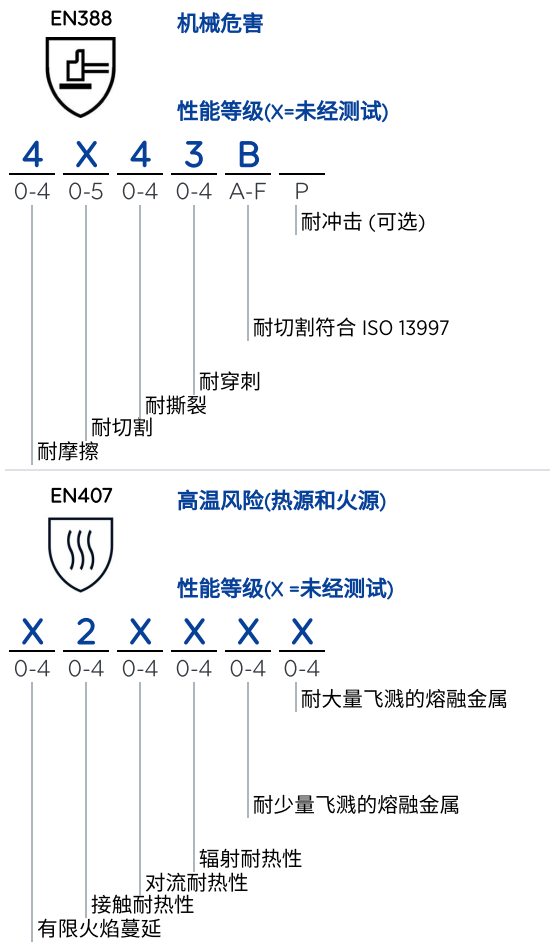 EN388
机械危害
性能等级(X=未经测试)
4 X 4 3 B
0-4 0-5 0-4 0-4 A-F P
耐冲击 (可选)
耐切割符合 ISO 13997
耐穿刺
耐撕裂
耐切割
耐摩擦
EN407
高温风险(热源和火源)
性能等级(X =未经测试)
X 2 X X X X
0-4 0-4 0-4 0-4 0-4 0-4
耐大量飞溅的熔融金属
耐少量飞溅的熔融金属
辐射耐热性
对流耐热性
接触耐热性
有限火焰蔓延